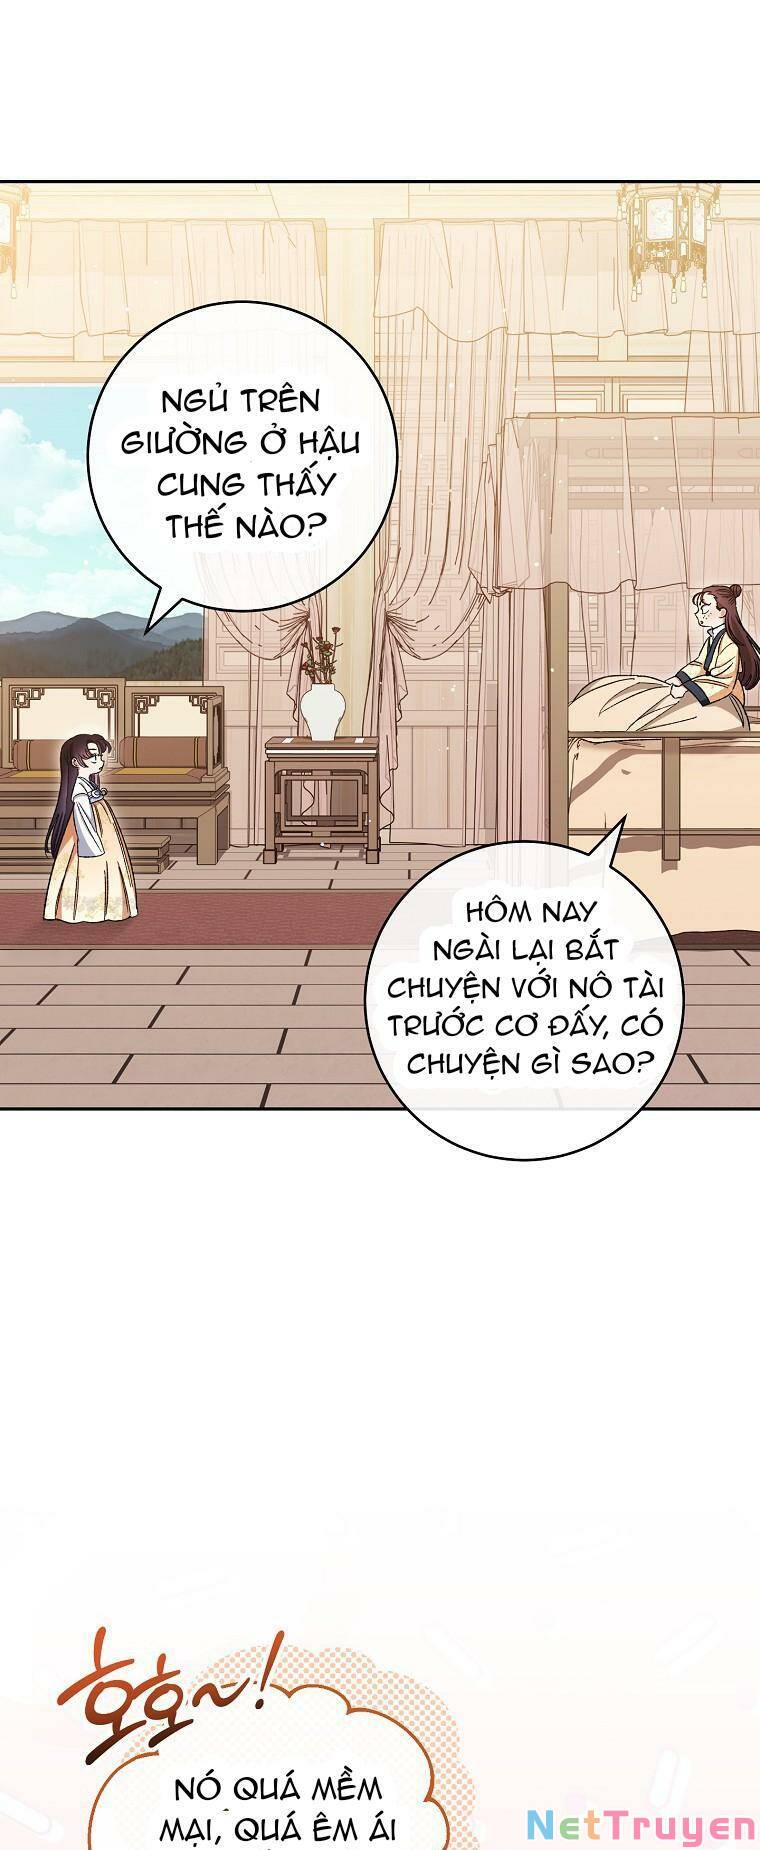 NGỦ TRÊN
GIƯỜNG Ở HẬU
CUNG THẤY
THẾ NÀO?
HÔM NAY
NGÀI LẠI BẮT
CHUYỆN VỚI NÔ TÀI
TRƯỚC CƠ ĐẤY, CÓ
CHUYỆN GÌ SAO?
호호~!
NÓ QUÁ MỀM
MẠI, QUÁ ÊM ÁI
NetTruyen